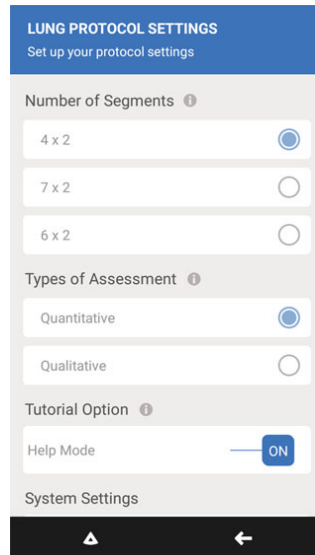 LUNG PROTOCOL SETTINGS
Set up your protocol settings
Number of Segments
4 x 2
7 x 2
6 x 2
Types of Assessment
Quantitative
Qualitative
Tutorial Option
Help Mode
ON
System Settings